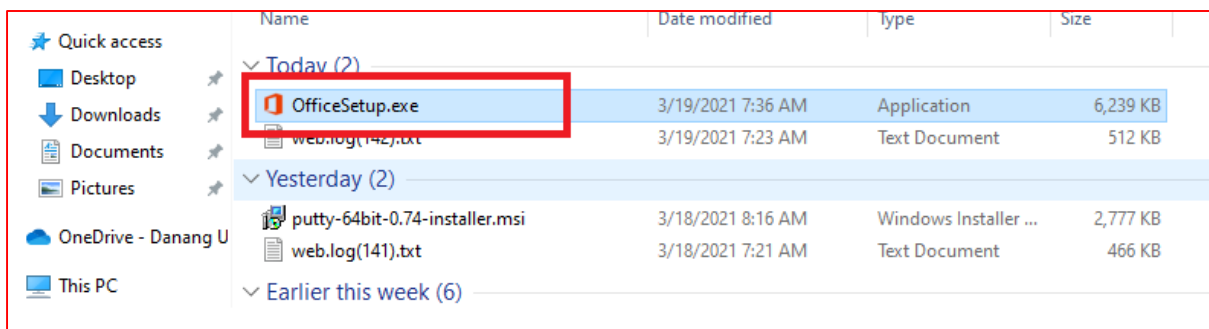 Name Date modified Type Size
Quick access
Today (2)
Desktop
OfficeSetup.exe 3/19/2021 7:36 AM Application 6,239 KB
Downloads
web.log(142).txt 3/19/2021 7:23 AM Text Document 512 KB
Documents
Yesterday (2)
Pictures
putty-64bit-0.74-installer.msi 3/18/2021 8:16 AM Windows Installer ... 2,777 KB
OneDrive - Danang U
web.log(141).txt 3/18/2021 7:21 AM Text Document 466 KB
This PC
Earlier this week (6)